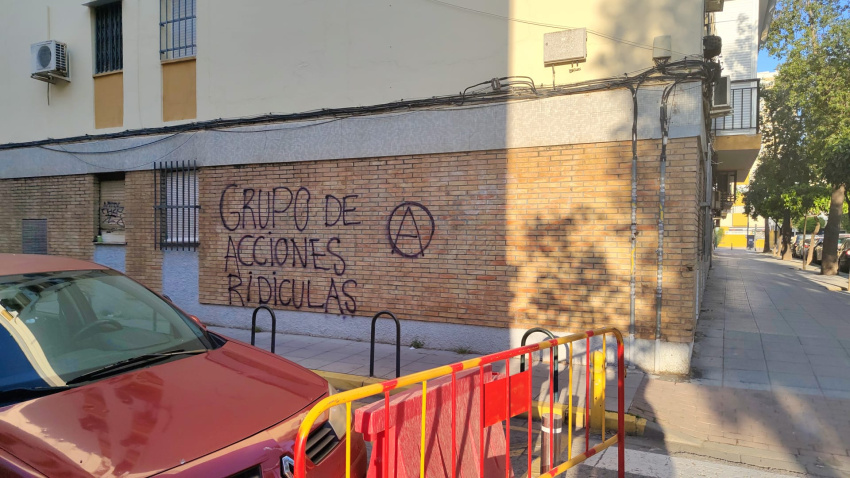 GRUPO DE
ACCIONES
RIDICULAS
A